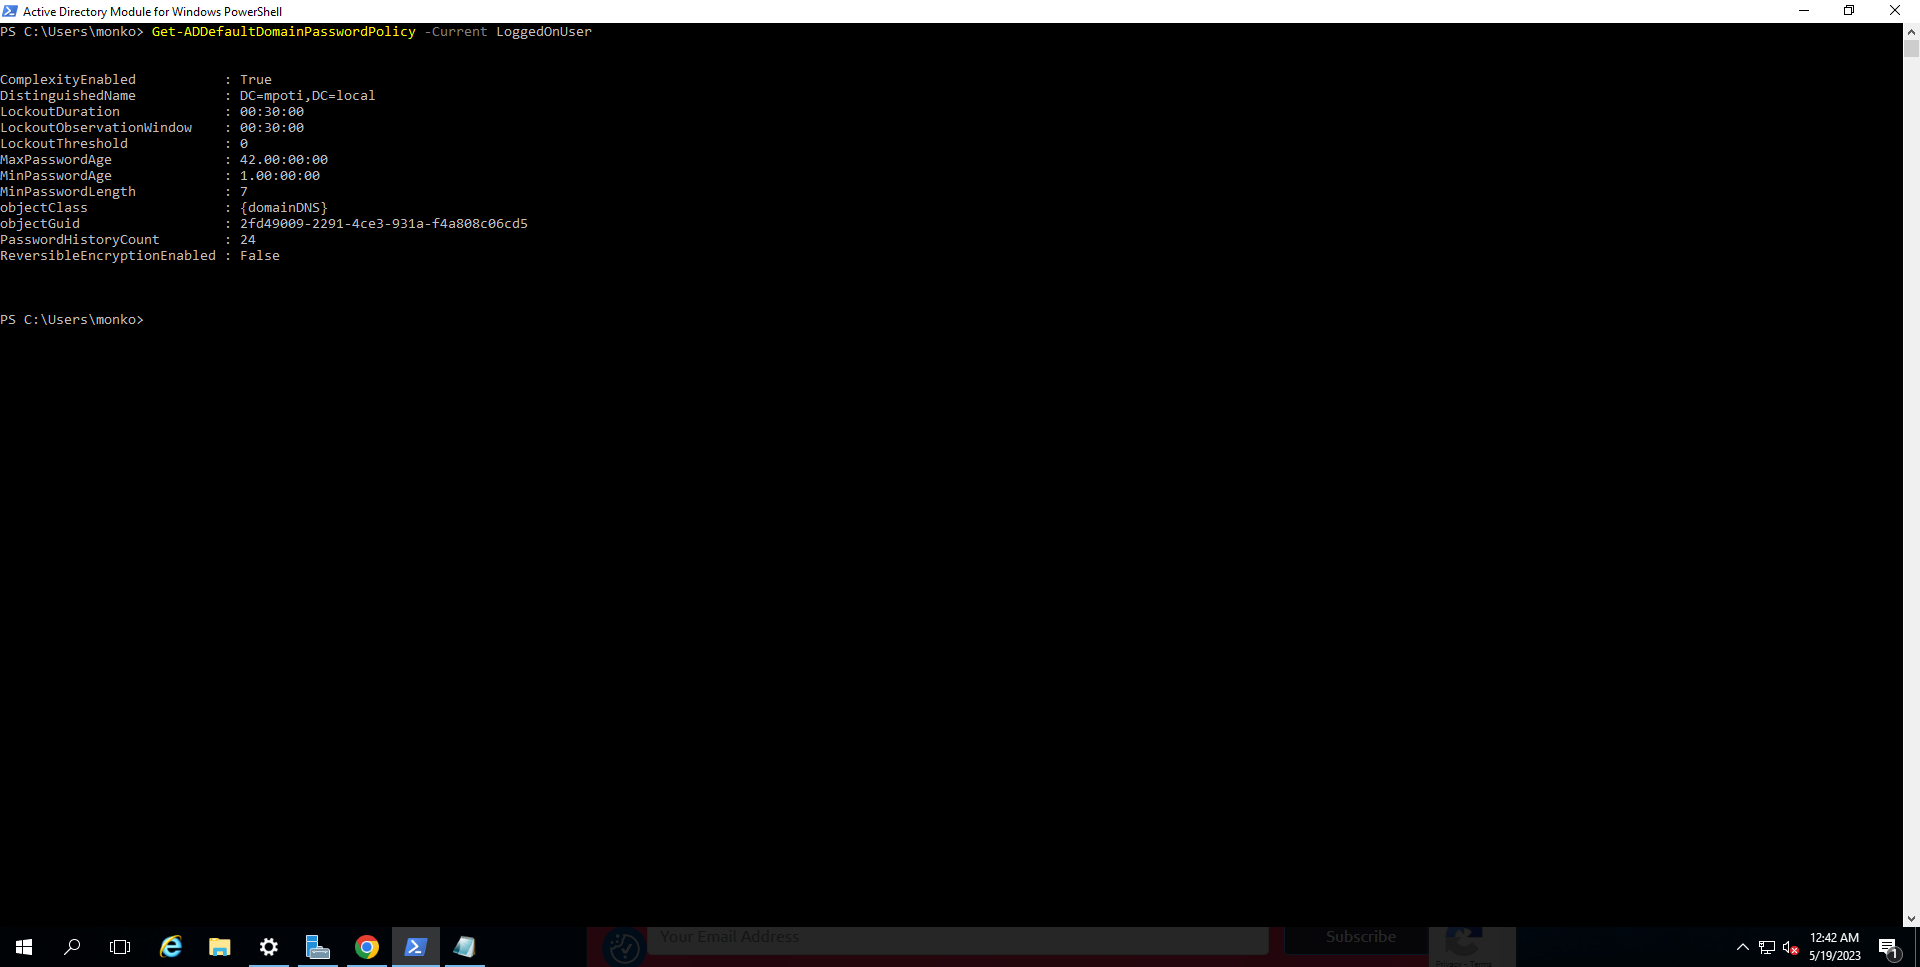 Active Directory Module for Windows PowerShell
PS C:\Users\monko> Get-ADDefaultDomainPasswordPolicy -Current LoggedOnUser
ComplexityEnabled : True
DistinguishedName : DC=mpoti,DC=local
LockoutDuration : 00:30:00
LockoutObservationWindow : 00:30:00
LockoutThreshold : 0
MaxPasswordAge : 42.00:00:00
MinPasswordAge : 1.00:00:00
MinPasswordLength : 7
objectClass : {domainDNS}
objectGuid : 2fd49009-2291-4ce3-931a-f4a808c06cd5
PasswordHistoryCount : 24
ReversibleEncryptionEnabled : False
PS C:\Users\monko>
Your Email Address
Subscribe
Privacy - Terms
12:42 AM
5/19/2023
1